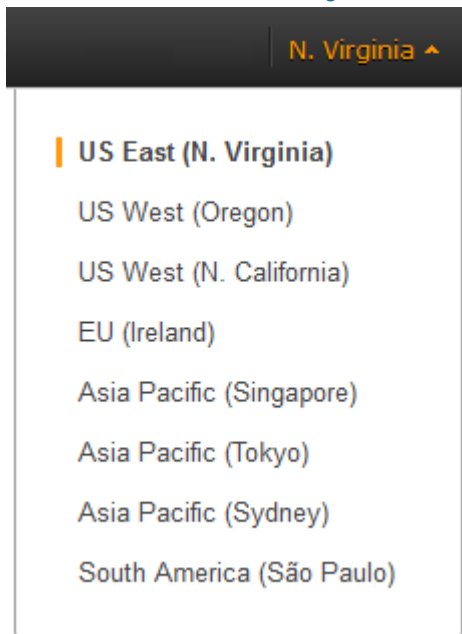 N. Virginia
US East (N. Virginia)
US West (Oregon)
US West (N. California)
EU (Ireland)
Asia Pacific (Singapore)
Asia Pacific (Tokyo)
Asia Pacific (Sydney)
South America (São Paulo)